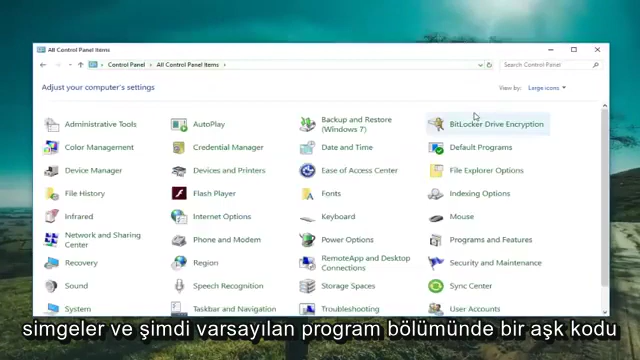 All Control Panel Items
Control Panel > All Control Panel Items >
Search Control Panel
Adjust your computer's settings
View by: Large icons
Administrative Tools
AutoPlay
Backup and Restore (Windows 7)
BitLocker Drive Encryption
Color Management
Credential Manager
Date and Time
Default Programs
Device Manager
Devices and Printers
Ease of Access Center
File Explorer Options
File History
Flash Player
Fonts
Indexing Options
Infrared
Internet Options
Keyboard
Mouse
Network and Sharing Center
Phone and Modem
Power Options
Programs and Features
Recovery
Region
RemoteApp and Desktop Connections
Security and Maintenance
Sound
Speech Recognition
Storage Spaces
Sync Center
System
Taskbar and Navigation
Troubleshooting
User Accounts
simgeler ve şimdi varsayılan program bölümünde bir aşk kodu